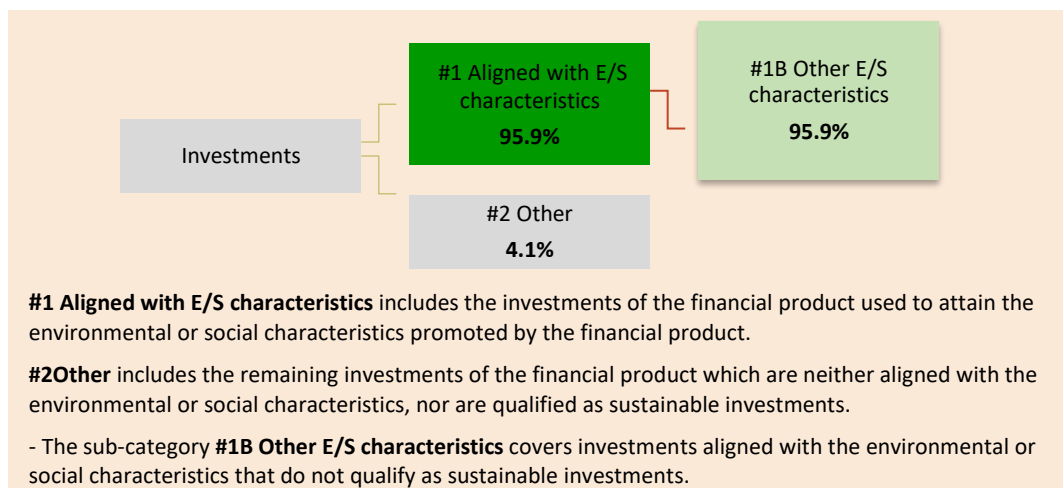 #1 Aligned with E/S
characteristics
95.9%
#1B Other E/S
characteristics
95.9%
Investments
#2 Other
4.1%
#1 Aligned with E/S characteristics includes the investments of the financial product used to attain the
environmental or social characteristics promoted by the financial product.
#2Other includes the remaining investments of the financial product which are neither aligned with the
environmental or social characteristics, nor are qualified as sustainable investments.
- The sub-category #1B Other E/S characteristics covers investments aligned with the environmental or
social characteristics that do not qualify as sustainable investments.